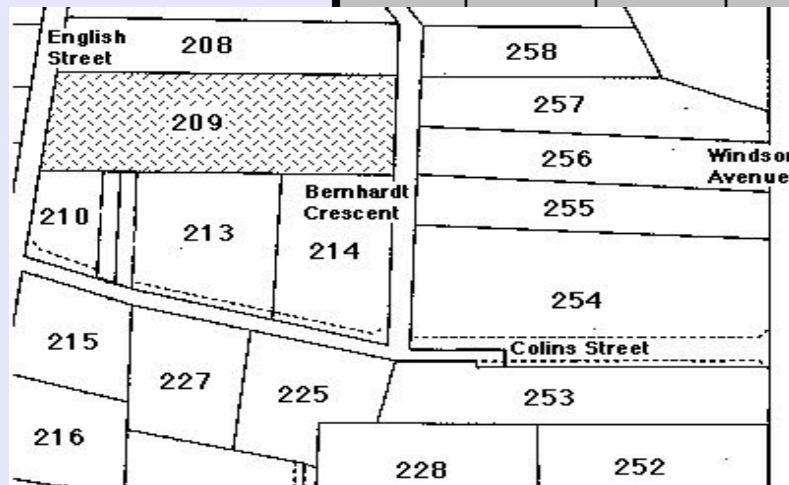 English
Street
208
258
257
209
256
Windsor
Avenue
210
Bernhardt
Crescent
255
213
214
254
215
Colins Street
227
225
253
216
228
252